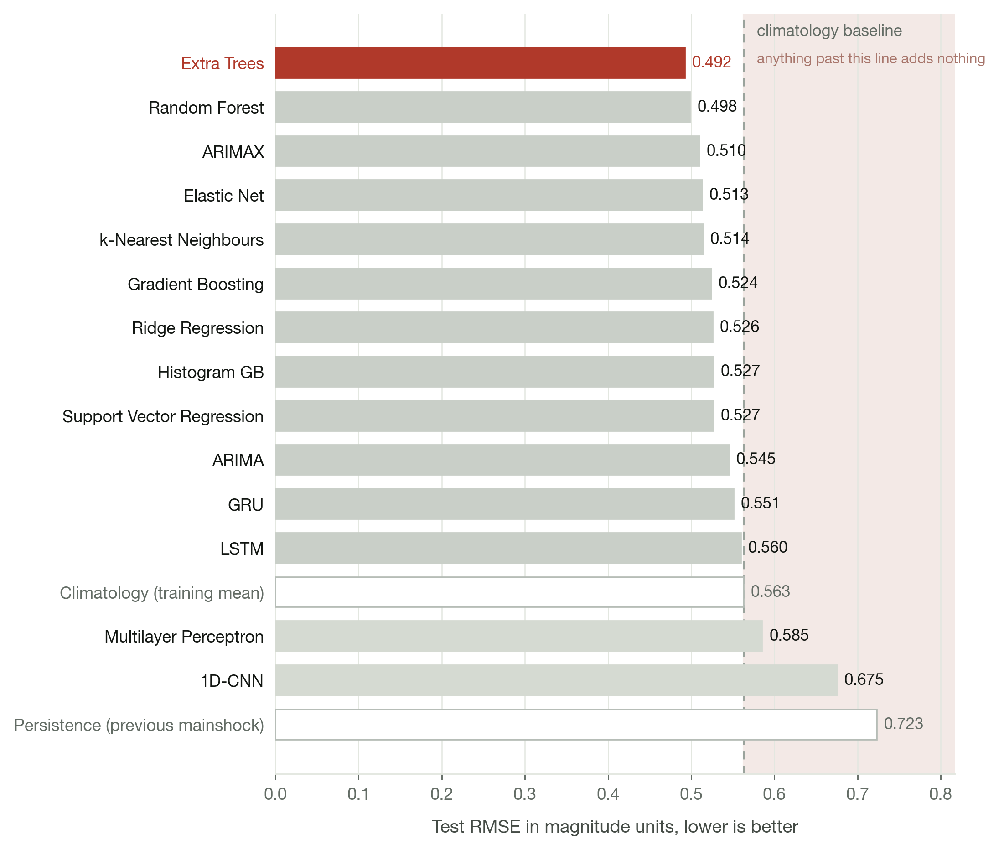 climatology baseline
anything past this line adds nothing
Extra Trees 0.492
Random Forest 0.498
ARIMAX 0.510
Elastic Net 0.513
k-Nearest Neighbours 0.514
Gradient Boosting 0.524
Ridge Regression 0.526
Histogram GB 0.527
Support Vector Regression 0.527
ARIMA 0.545
GRU 0.551
LSTM 0.560
Climatology (training mean) 0.563
Multilayer Perceptron 0.585
1D-CNN 0.675
Persistence (previous mainshock) 0.723
0.0 0.1 0.2 0.3 0.4 0.5 0.6 0.7 0.8
Test RMSE in magnitude units, lower is better